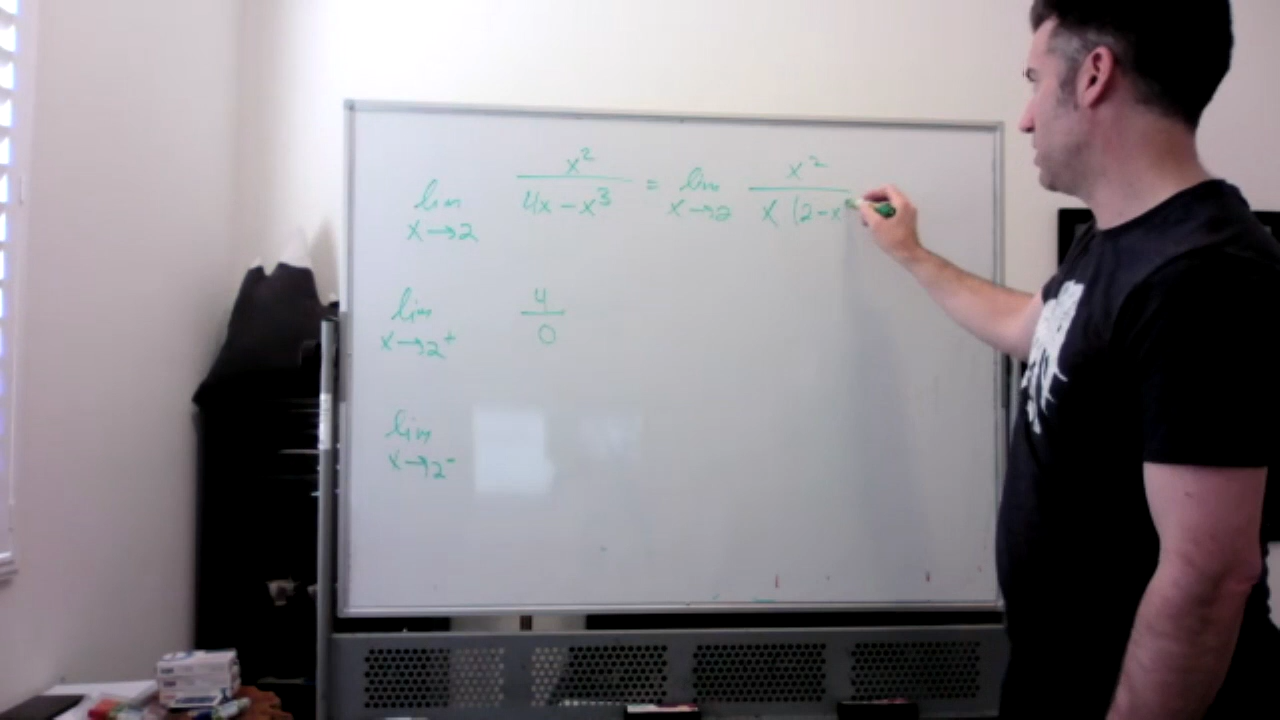 lim x→2 x²/(4x − x³) = lim x→2 x²/(x (2−x
lim x→2⁺ 4/0
lim x→2⁻